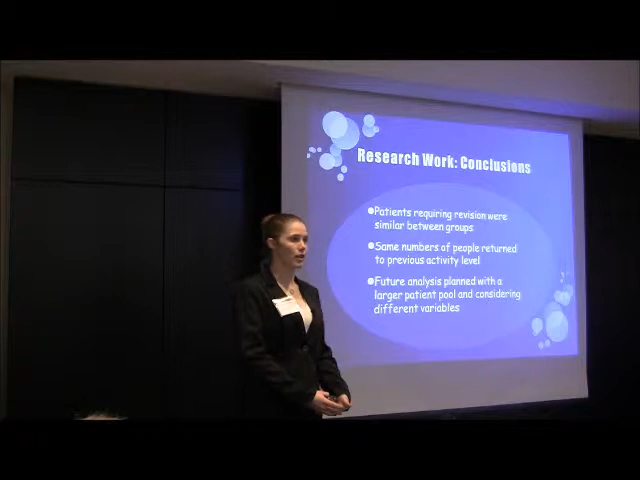 Research Work: Conclusions
●Patients requiring revision were
similar between groups
●Same numbers of people returned
to previous activity level
●Future analysis planned with a
larger patient pool and considering
different variables